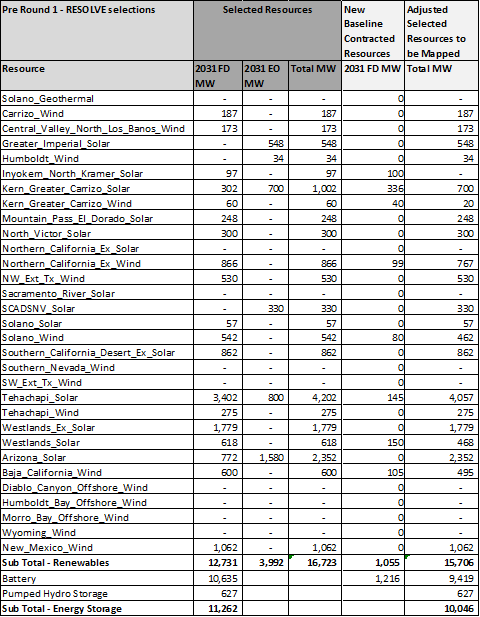 Pre Round 1 - RESOLVE selections Selected Resources New Baseline Contracted Resources Adjusted Selected Resources to be Mapped
Resource 2031 FD MW 2031 EO MW Total MW 2031 FD MW Total MW
Solano_Geothermal - - - 0 -
Carrizo_Wind 187 - 187 0 187
Central_Valley_North_Los_Banos_Wind 173 - 173 0 173
Greater_Imperial_Solar - 548 548 0 548
Humboldt_Wind - 34 34 0 34
Inyokern_North_Kramer_Solar 97 - 97 100 -
Kern_Greater_Carrizo_Solar 302 700 1,002 336 700
Kern_Greater_Carrizo_Wind 60 - 60 40 20
Mountain_Pass_El_Dorado_Solar 248 - 248 0 248
North_Victor_Solar 300 - 300 0 300
Northern_California_Ex_Solar - - - 0 -
Northern_California_Ex_Wind 866 - 866 99 767
NW_Ext_Tx_Wind 530 - 530 0 530
Sacramento_River_Solar - - - 0 -
SCADSNV_Solar - 330 330 0 330
Solano_Solar 57 - 57 0 57
Solano_Wind 542 - 542 80 462
Southern_California_Desert_Ex_Solar 862 - 862 0 862
Southern_Nevada_Wind - - - 0 -
SW_Ext_Tx_Wind - - - 0 -
Tehachapi_Solar 3,402 800 4,202 145 4,057
Tehachapi_Wind 275 - 275 0 275
Westlands_Ex_Solar 1,779 - 1,779 0 1,779
Westlands_Solar 618 - 618 150 468
Arizona_Solar 772 1,580 2,352 0 2,352
Baja_California_Wind 600 - 600 105 495
Diablo_Canyon_Offshore_Wind - - - 0 -
Humboldt_Bay_Offshore_Wind - - - 0 -
Morro_Bay_Offshore_Wind - - - 0 -
Wyoming_Wind - - - 0 -
New_Mexico_Wind 1,062 - 1,062 0 1,062
Sub Total - Renewables 12,731 3,992 16,723 1,055 15,706
Battery 10,635 1,216 9,419
Pumped Hydro Storage 627 627
Sub Total - Energy Storage 11,262 10,046